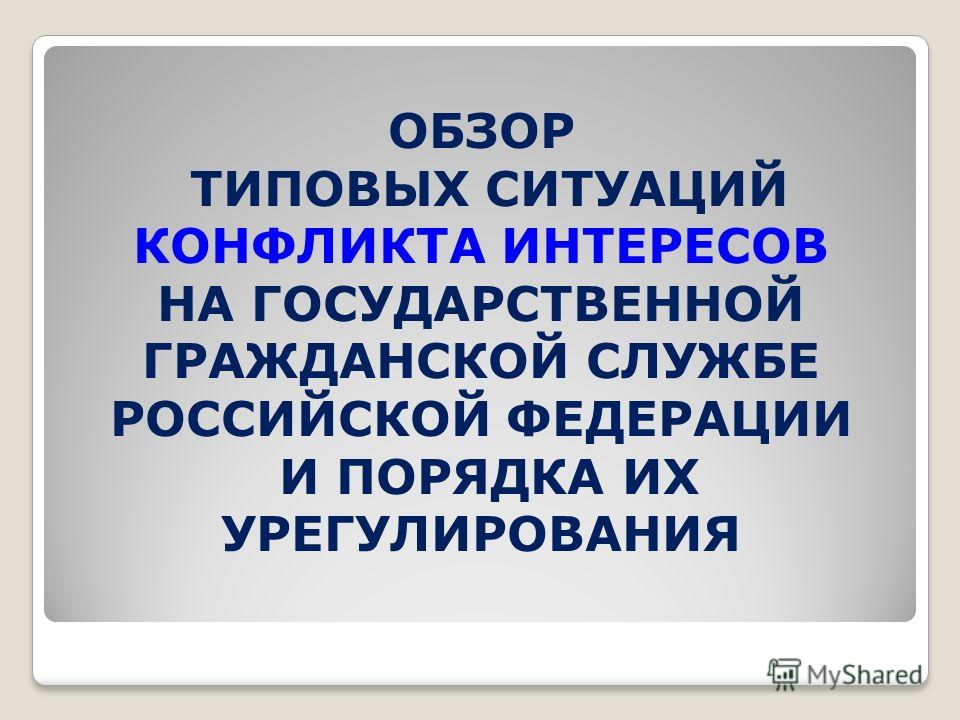 ОБЗОР
ТИПОВЫХ СИТУАЦИЙ
КОНФЛИКТА ИНТЕРЕСОВ
НА ГОСУДАРСТВЕННОЙ
ГРАЖДАНСКОЙ СЛУЖБЕ
РОССИЙСКОЙ ФЕДЕРАЦИИ
И ПОРЯДКА ИХ
УРЕГУЛИРОВАНИЯ
MyShared